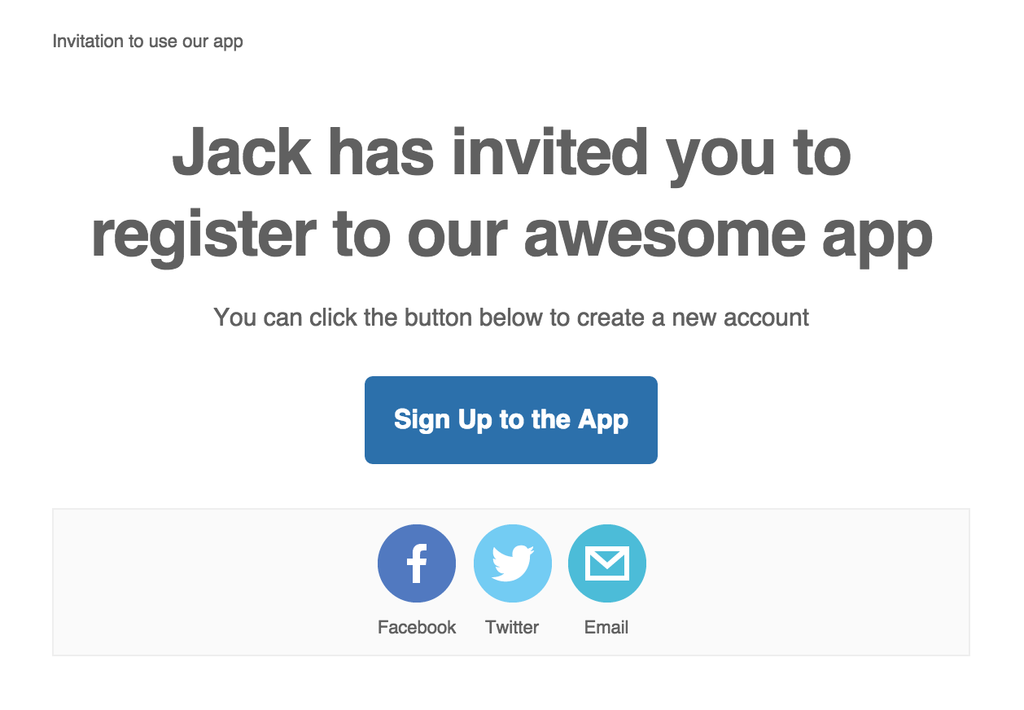 Invitation to use our app
Jack has invited you to
register to our awesome app
You can click the button below to create a new account
Sign Up to the App
Facebook Twitter Email